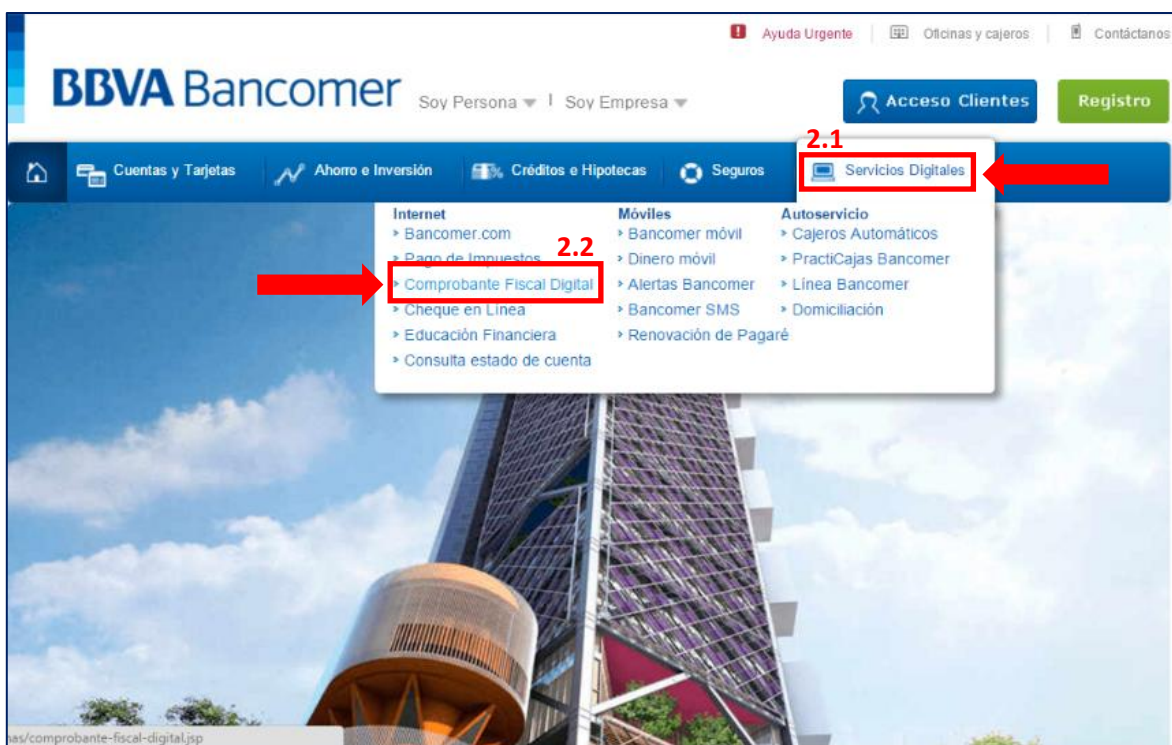 Ayuda Urgente Oficinas y cajeros Contáctanos
BBVA Bancomer Soy Persona Soy Empresa Acceso Clientes Registro
2.1
Cuentas y Tarjetas Ahorro e Inversión Créditos e Hipotecas Seguros Servicios Digitales
Internet Móviles Autoservicio
Bancomer.com Bancomer móvil Cajeros Automáticos
2.2
Pago de Impuestos Dinero móvil PractiCajas Bancomer
Comprobante Fiscal Digital Alertas Bancomer Línea Bancomer
Cheque en Línea Bancomer SMS Domiciliación
Educación Financiera Renovación de Pagaré
Consulta estado de cuenta
nas/comprobante-fiscal-digital.jsp